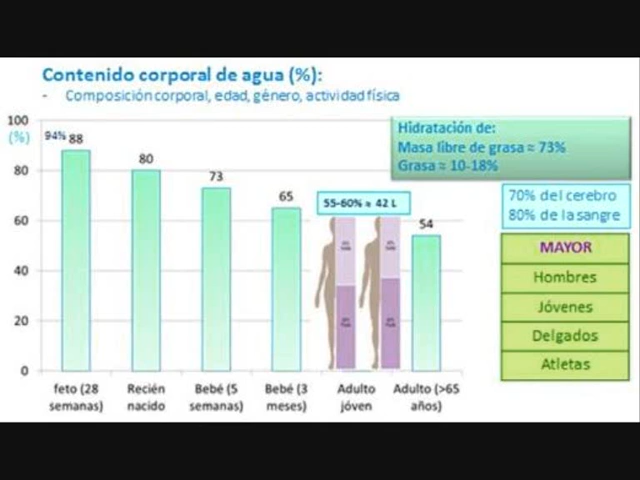 Contenido corporal de agua (%):
- Composición corporal, edad, género, actividad física
100
(%)
80
60
40
20
0
94% 88
80
73
65
55-60% ≈ 42 L
54
feto (28 semanas)
Recién nacido
Bebé (5 semanas)
Bebé (3 meses)
Adulto jóven
Adulto (>65 años)
Hidratación de:
Masa libre de grasa ≈ 73%
Grasa ≈ 10-18%
70% del cerebro
80% de la sangre
MAYOR
Hombres
Jóvenes
Delgados
Atletas